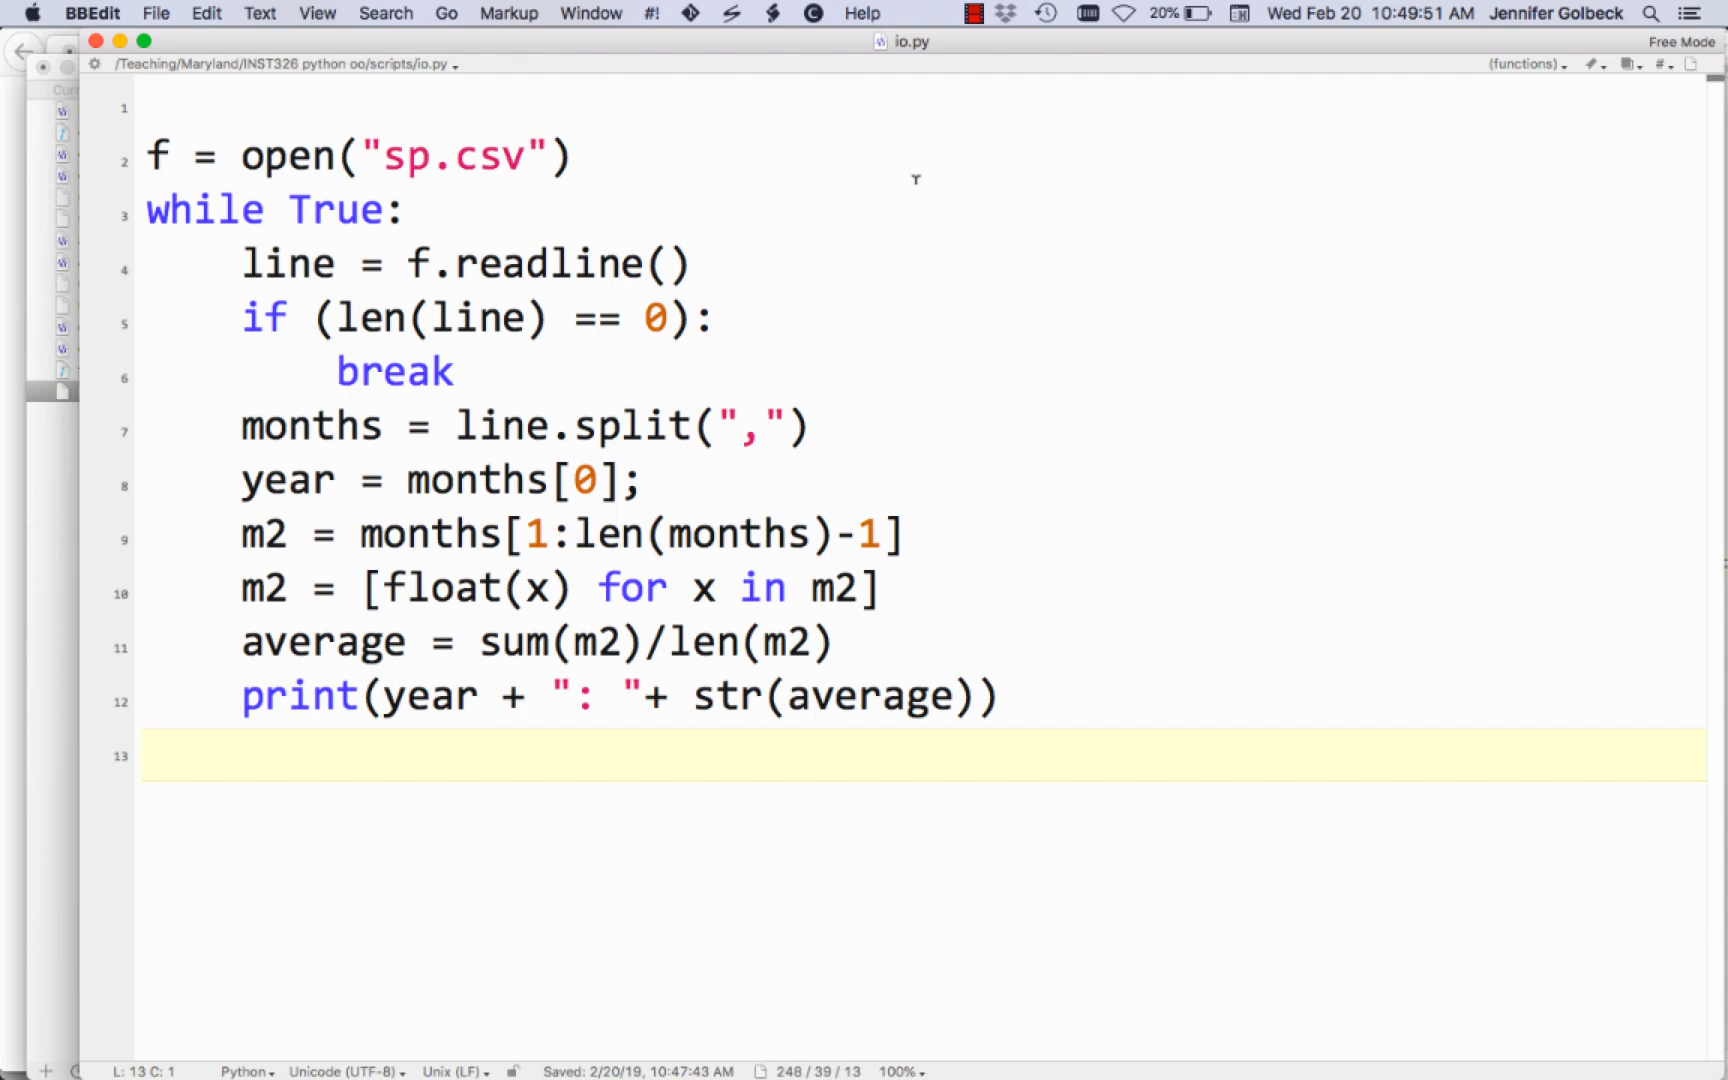 BBEdit File Edit Text View Search Go Markup Window #! Help 20% Wed Feb 20 10:49:51 AM Jennifer Golbeck
io.py Free Mode
/Teaching/Maryland/INST326 python oo/scripts/io.py (functions) #
1
2 f = open("sp.csv")
3 while True:
4 line = f.readline()
5 if (len(line) == 0):
6 break
7 months = line.split(",")
8 year = months[0];
9 m2 = months[1:len(months)-1]
10 m2 = [float(x) for x in m2]
11 average = sum(m2)/len(m2)
12 print(year + ": "+ str(average))
13
L: 13 C: 1 Python Unicode (UTF-8) Unix (LF) Saved: 2/20/19, 10:47:43 AM 248 / 39 / 13 100%